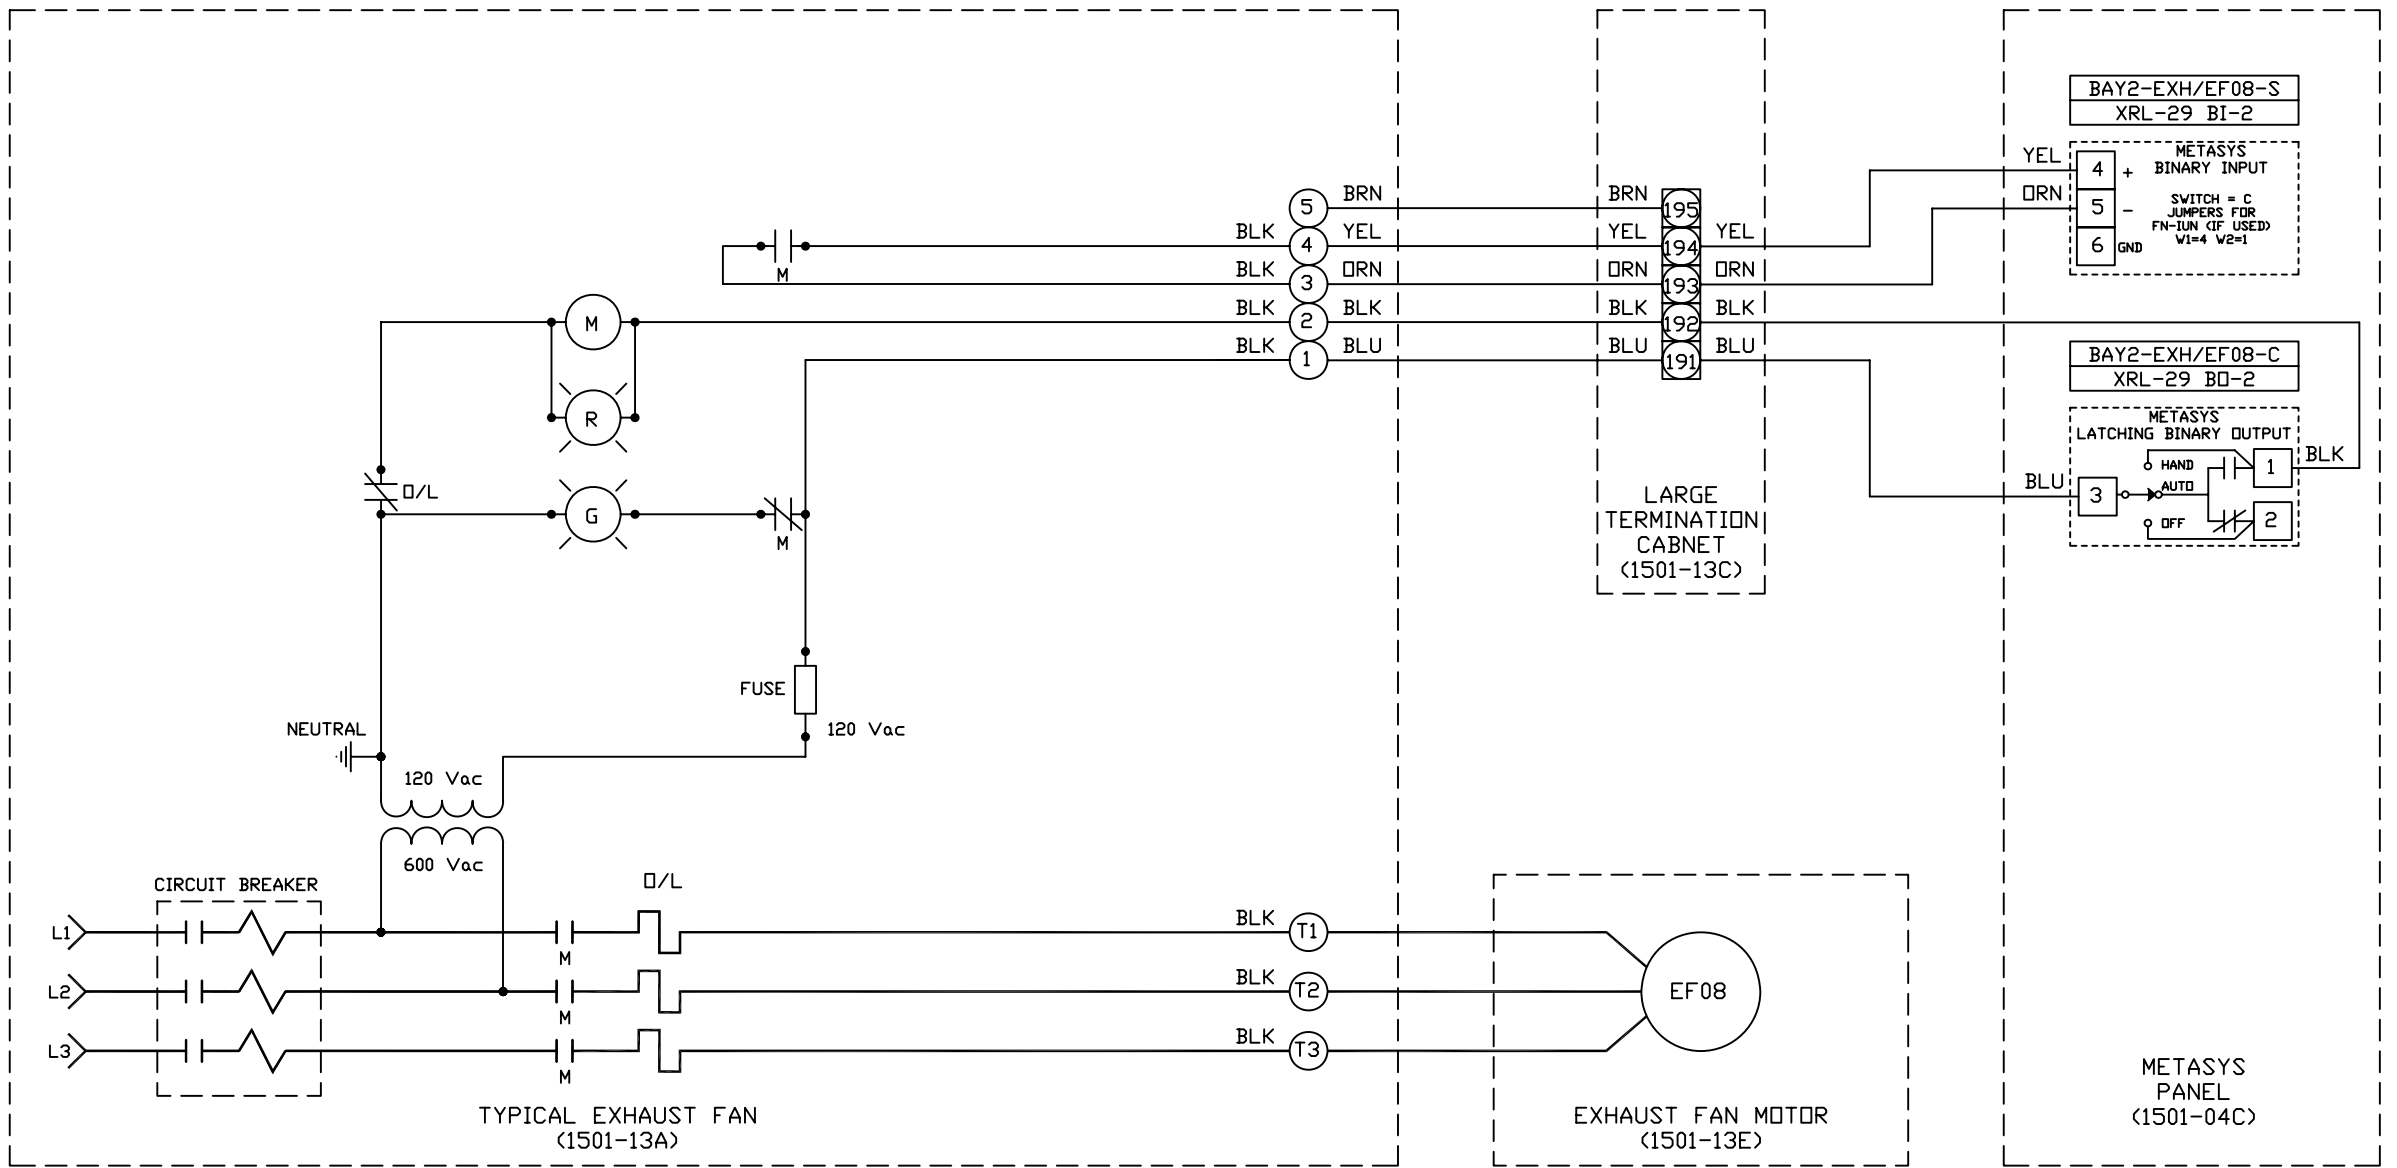 BAY2-EXH/EF08-S
XRL-29 BI-2
METASYS
BINARY INPUT
SWITCH = C
JUMPERS FOR
FN-IUN (IF USED)
W1=4 W2=1
YEL 4 +
ORN 5 -
6 GND
5 BRN BRN 195
BLK 4 YEL YEL 194 YEL
M
BLK 3 ORN ORN 193 ORN
BLK 2 BLK BLK 192 BLK
BLK 1 BLU BLU 191 BLU
M
R
O/L
G
M
BAY2-EXH/EF08-C
XRL-29 BO-2
METASYS
LATCHING BINARY OUTPUT
HAND
AUTO
OFF
BLU 3
1 BLK
2
LARGE
TERMINATION
CABNET
(1501-13C)
FUSE
120 Vac
NEUTRAL
120 Vac
600 Vac
CIRCUIT BREAKER
O/L
L1
M
BLK T1
L2
M
BLK T2
L3
M
BLK T3
EF08
TYPICAL EXHAUST FAN
(1501-13A)
EXHAUST FAN MOTOR
(1501-13E)
METASYS
PANEL
(1501-04C)